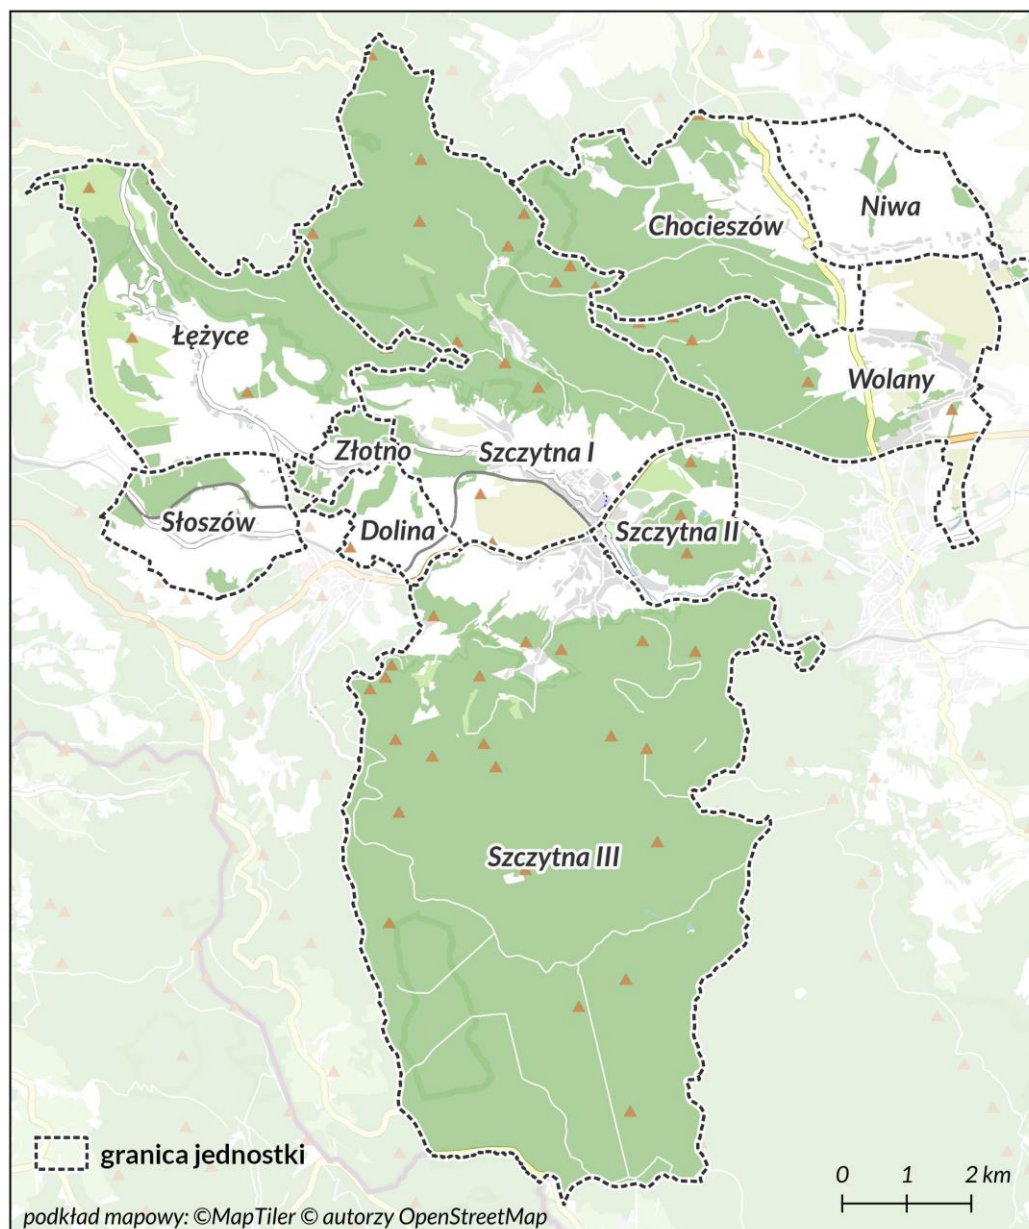 Niwa
Chocieszów
Łężyce
Wolany
Złotno
Szczytna I
Słoszów
Dolina
Szczytna II
Szczytna III
granica jednostki
0 1 2 km
podkład mapowy: ©MapTiler © autorzy OpenStreetMap